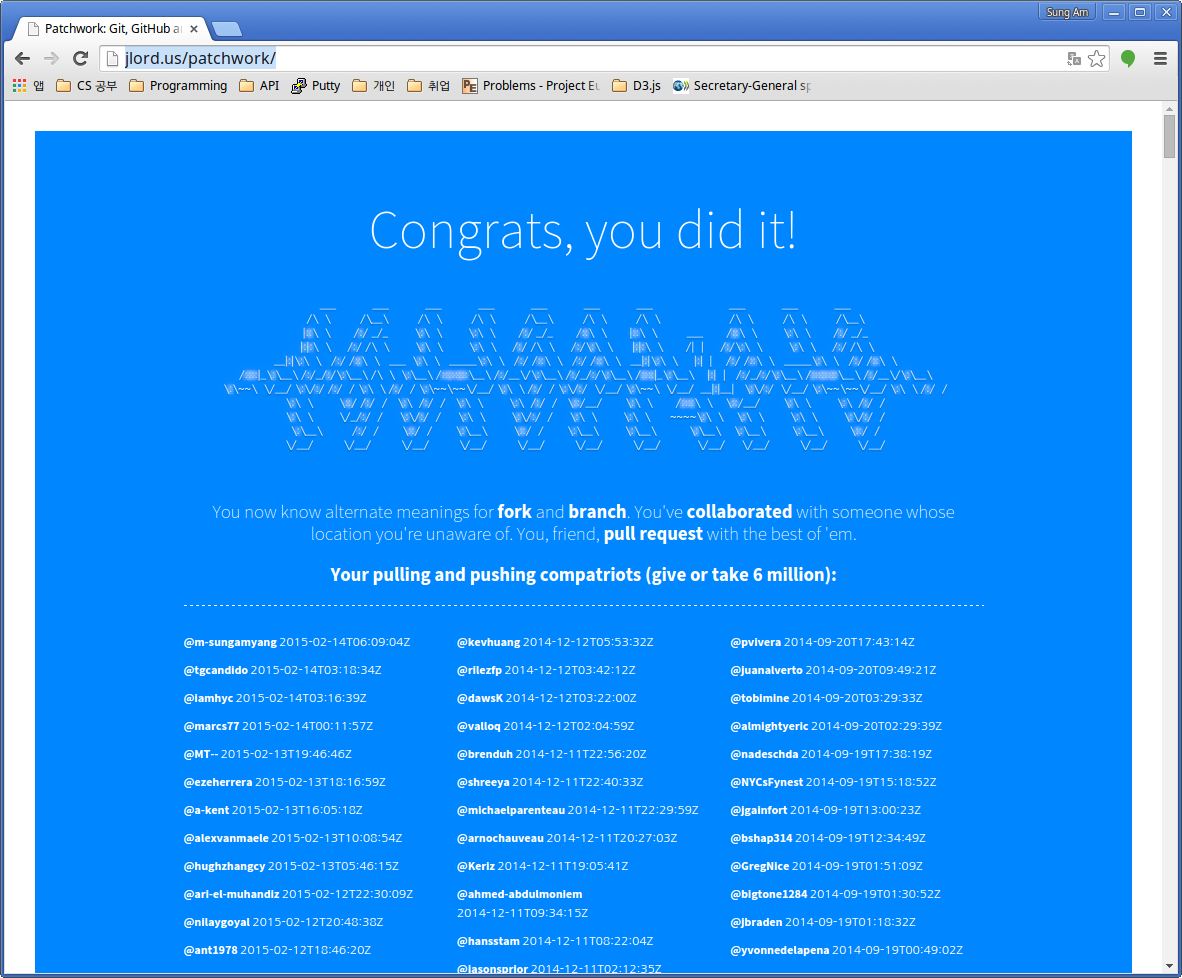 Sung Am
Patchwork: Git, GitHub a
jlord.us/patchwork/
앱 CS 공부 Programming API Putty 개인 취업 Problems - Project Eu D3.js Secretary-General sp
Congrats, you did it!
You now know alternate meanings for fork and branch. You've collaborated with someone whose
location you're unaware of. You, friend, pull request with the best of 'em.
Your pulling and pushing compatriots (give or take 6 million):
@m-sungamyang 2015-02-14T06:09:04Z
@tgcandido 2015-02-14T03:18:34Z
@iamhyc 2015-02-14T03:16:39Z
@marcs77 2015-02-14T00:11:57Z
@MT-- 2015-02-13T19:46:46Z
@ezeherrera 2015-02-13T18:16:59Z
@a-kent 2015-02-13T16:05:18Z
@alexvanmaele 2015-02-13T10:08:54Z
@hughzhangcy 2015-02-13T05:46:15Z
@ari-el-muhandiz 2015-02-12T22:30:09Z
@nilaygoyal 2015-02-12T20:48:38Z
@ant1978 2015-02-12T18:46:20Z
@kevhuang 2014-12-12T05:53:32Z
@rilezfp 2014-12-12T03:42:12Z
@dawsK 2014-12-12T03:22:00Z
@valloq 2014-12-12T02:04:59Z
@brenduh 2014-12-11T22:56:20Z
@shreeya 2014-12-11T22:40:33Z
@michaelparenteau 2014-12-11T22:29:59Z
@arnochauveau 2014-12-11T20:27:03Z
@Keriz 2014-12-11T19:05:41Z
@ahmed-abdulmoniem
2014-12-11T09:34:15Z
@hansstam 2014-12-11T08:22:04Z
@jasonsprior 2014-12-11T02:12:35Z
@pvivera 2014-09-20T17:43:14Z
@juanalverto 2014-09-20T09:49:21Z
@tobimine 2014-09-20T03:29:33Z
@almightyeric 2014-09-20T02:29:39Z
@nadeschda 2014-09-19T17:38:19Z
@NYCsFynest 2014-09-19T15:18:52Z
@jgainfort 2014-09-19T13:00:23Z
@bshap314 2014-09-19T12:34:49Z
@GregNice 2014-09-19T01:51:09Z
@bigtone1284 2014-09-19T01:30:52Z
@jbraden 2014-09-19T01:18:32Z
@yvonnedelapena 2014-09-19T00:49:02Z